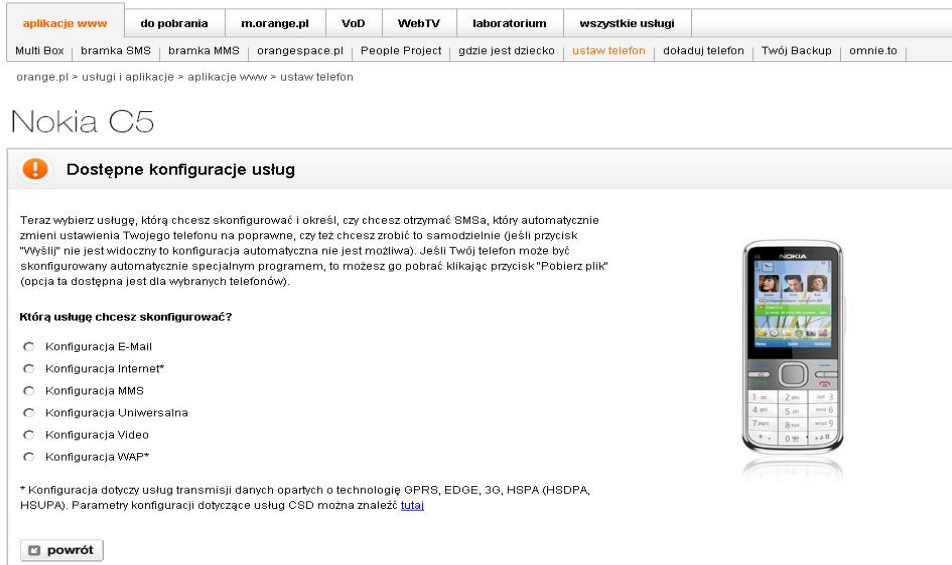 aplikacje www do pobrania m.orange.pl VoD WebTV laboratorium wszystkie usługi
Multi Box bramka SMS bramka MMS orangespace.pl People Project gdzie jest dziecko ustaw telefon doładuj telefon Twój Backup omnie.to
orange.pl > usługi i aplikacje > aplikacje www > ustaw telefon
Nokia C5
Dostępne konfiguracje usług
Teraz wybierz usługę, którą chcesz skonfigurować i określ, czy chcesz otrzymać SMSa, który automatycznie
zmieni ustawienia Twojego telefonu na poprawne, czy też chcesz zrobić to samodzielnie (jeśli przycisk
"Wyślij" nie jest widoczny to konfiguracja automatyczna nie jest możliwa). Jeśli Twój telefon może być
skonfigurowany automatycznie specjalnym programem, to możesz go pobrać klikając przycisk "Pobierz plik"
(opcja ta dostępna jest dla wybranych telefonów).
Którą usługę chcesz skonfigurować?
Konfiguracja E-Mail
Konfiguracja Internet*
Konfiguracja MMS
Konfiguracja Uniwersalna
Konfiguracja Video
Konfiguracja WAP*
* Konfiguracja dotyczy usług transmisji danych opartych o technologię GPRS, EDGE, 3G, HSPA (HSDPA,
HSUPA). Parametry konfiguracji dotyczące usług CSD można znaleźć tutaj
powrót
NOKIA